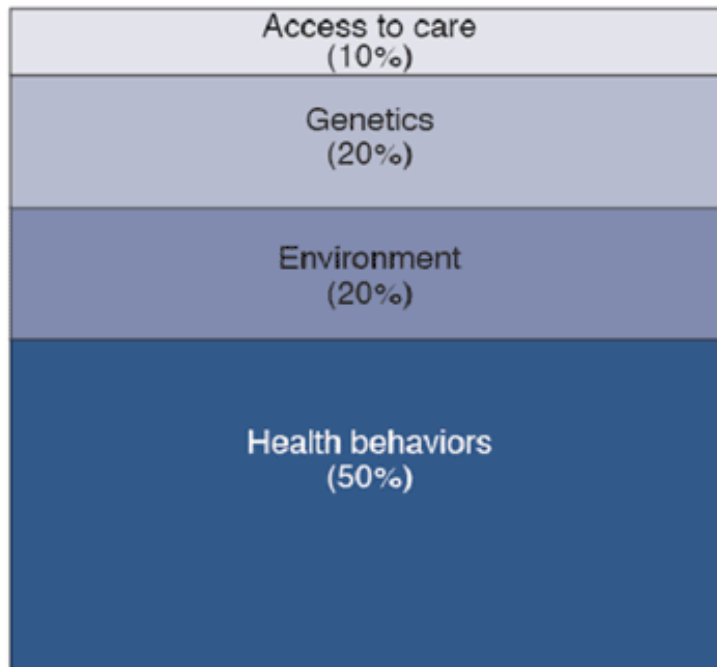 Access to care
(10%)
Genetics
(20%)
Environment
(20%)
Health behaviors
(50%)